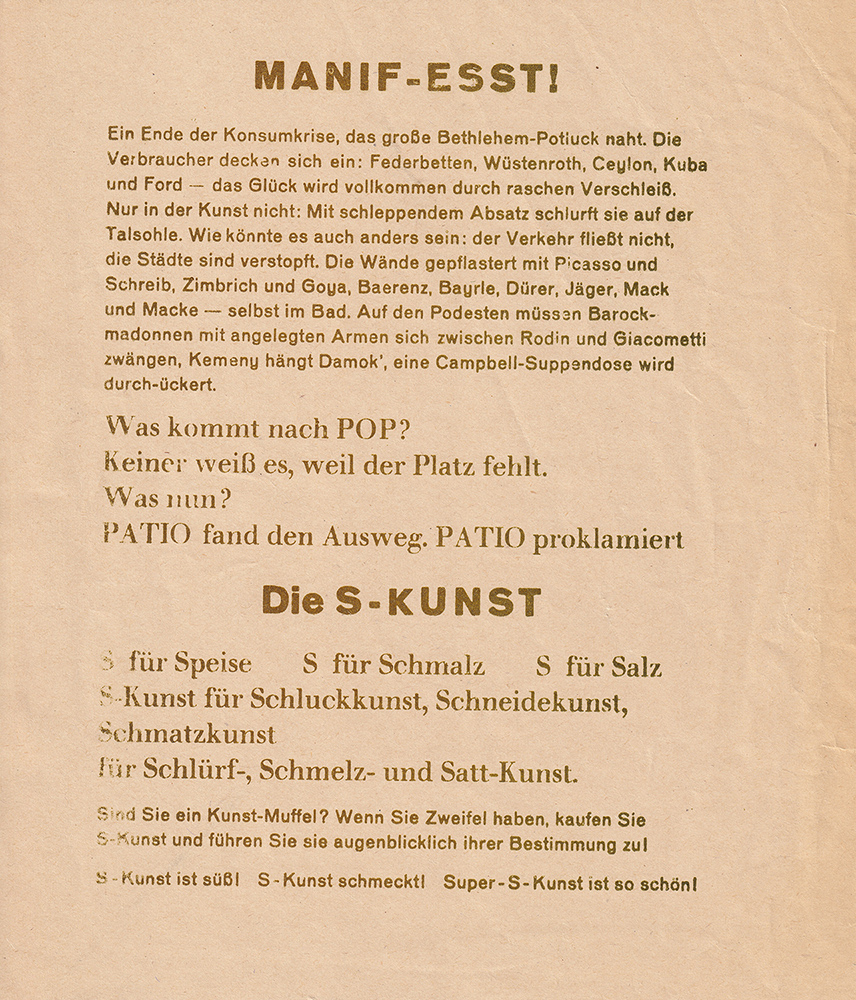 MANIF-ESST!
Ein Ende der Konsumkrise, das große Bethlehem-Potluck naht. Die
Verbraucher decken sich ein: Federbetten, Wüstenroth, Ceylon, Kuba
und Ford — das Glück wird vollkommen durch raschen Verschleiß.
Nur in der Kunst nicht: Mit schleppendem Absatz schlurft sie auf der
Talsohle. Wie könnte es auch anders sein: der Verkehr fließt nicht,
die Städte sind verstopft. Die Wände gepflastert mit Picasso und
Schreib, Zimbrich und Goya, Baerenz, Bayrle, Dürer, Jäger, Mack
und Macke — selbst im Bad. Auf den Podesten müssen Barock-
madonnen mit angelegten Armen sich zwischen Rodin und Giacometti
zwängen, Kemeny hängt Damok', eine Campbell-Suppendose wird
durch-ückert.
Was kommt nach POP?
Keiner weiß es, weil der Platz fehlt.
Was nun?
PATIO fand den Ausweg. PATIO proklamiert
Die S-KUNST
S für Speise S für Schmalz S für Salz
S-Kunst für Schluckkunst, Schneidekunst,
Schmatzkunst
für Schlürf-, Schmelz- und Satt-Kunst.
Sind Sie ein Kunst-Muffel? Wenn Sie Zweifel haben, kaufen Sie
S-Kunst und führen Sie sie augenblicklich ihrer Bestimmung zu!
S-Kunst ist süß! S-Kunst schmeckt! Super-S-Kunst ist so schön!